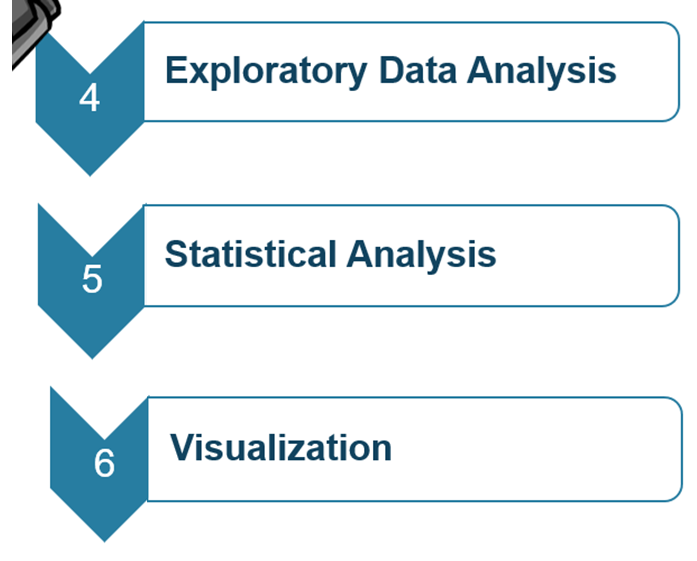 4 Exploratory Data Analysis
5 Statistical Analysis
6 Visualization